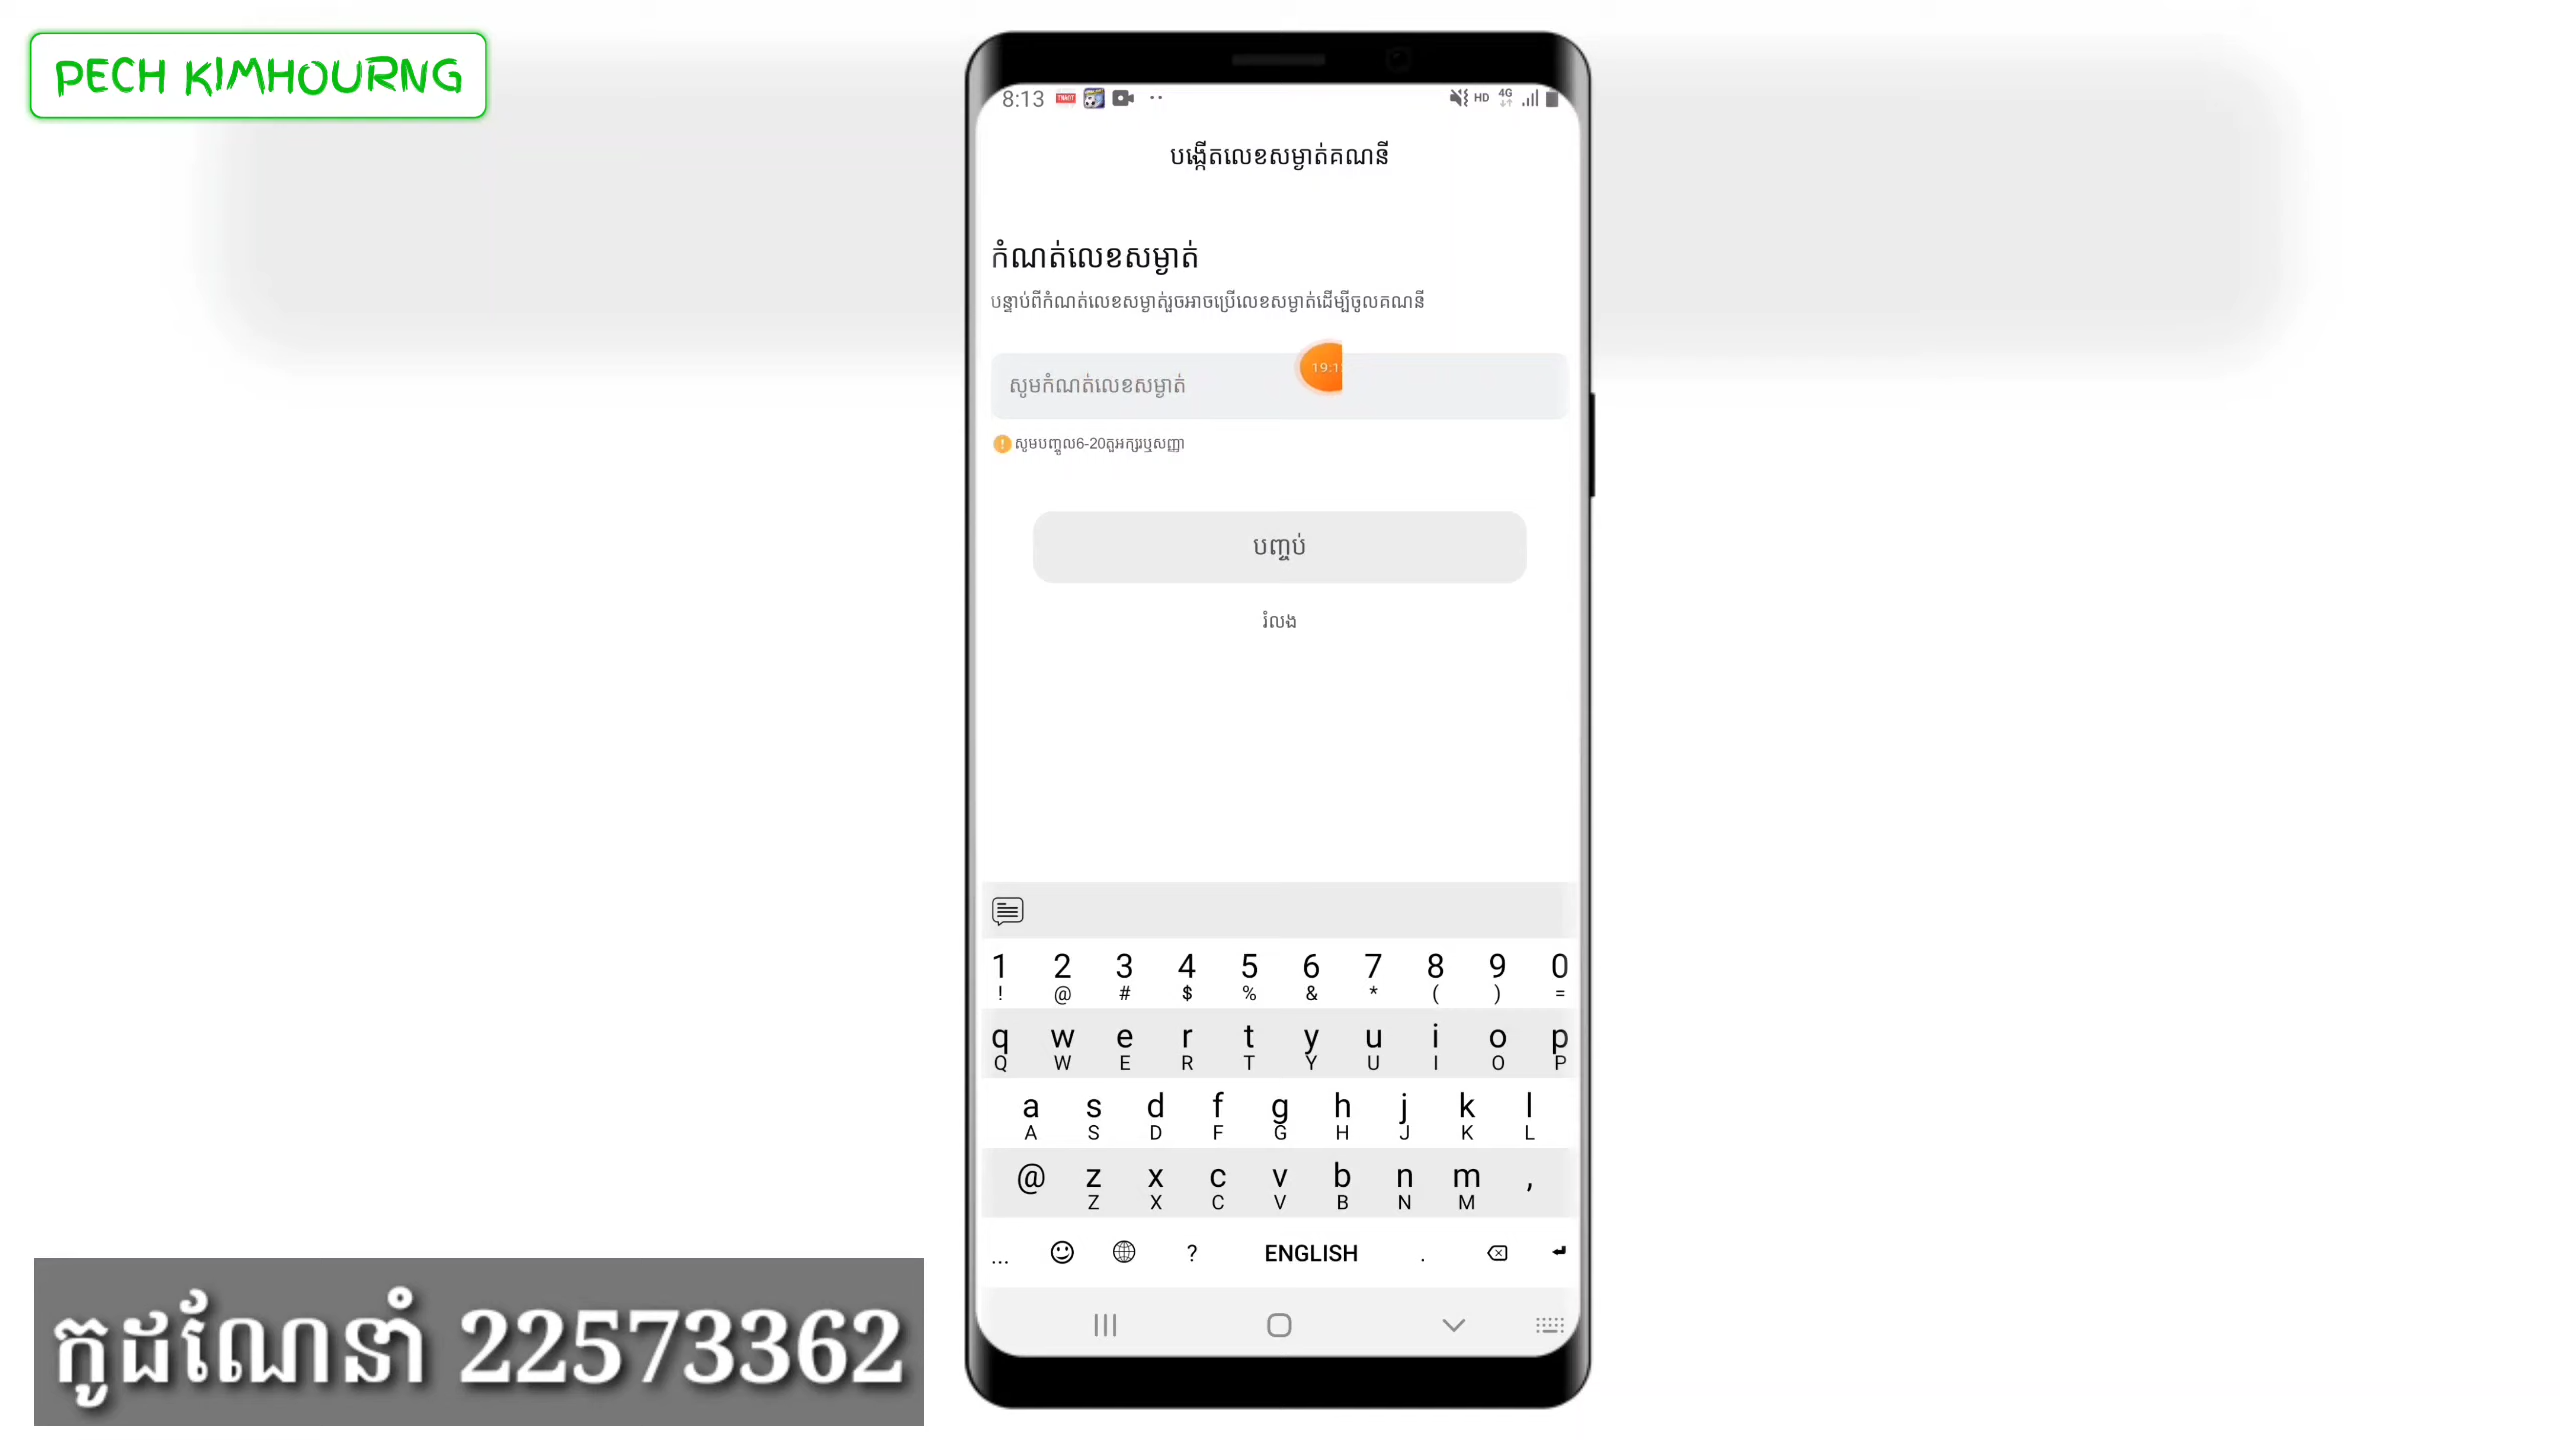 PECH KIMHOURNG
8:13
HD 4G
បង្កើតលេខសម្ងាត់គណនី
កំណត់លេខសម្ងាត់
បន្ទាប់ពីកំណត់លេខសម្ងាត់រួចអាចប្រើលេខសម្ងាត់ដើម្បីចូលគណនី
សូមកំណត់លេខសម្ងាត់
សូមបញ្ចូល6-20តួអក្សរឬសញ្ញា
បញ្ចប់
រំលង
1 2 3 4 5 6 7 8 9 0
! @ # $ % & * ( ) =
q w e r t y u i o p
Q W E R T Y U I O P
a s d f g h j k l
A S D F G H J K L
@ z x c v b n m ,
Z X C V B N M
... ? ENGLISH .
កូដណែនាំ 22573362